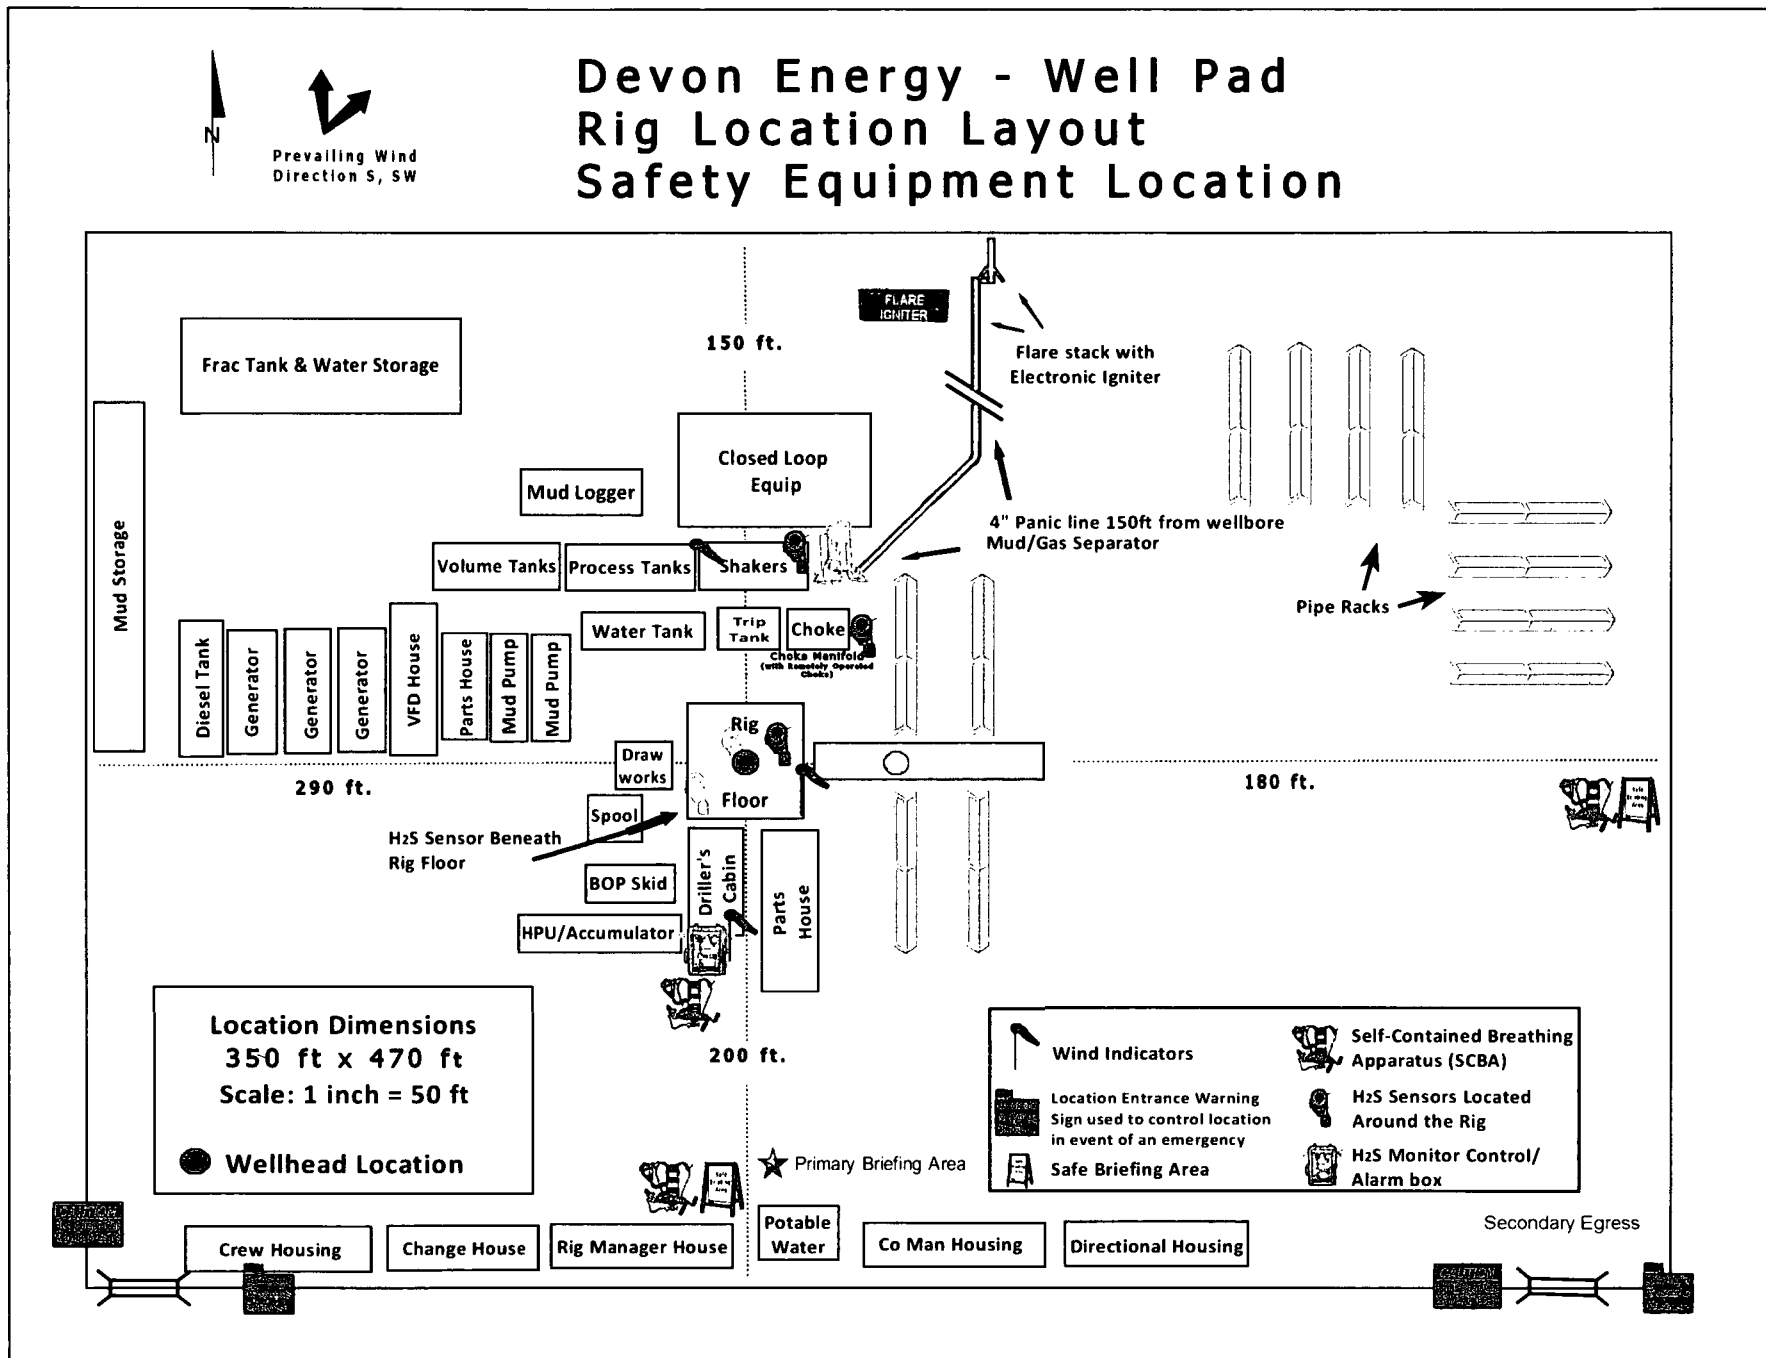 Devon Energy - Well Pad
Rig Location Layout
Safety Equipment Location
N
Prevailing Wind
Direction S, SW
FLARE
IGNITER
150 ft.
Flare stack with
Electronic Igniter
Frac Tank & Water Storage
Closed Loop
Equip
Mud Logger
4" Panic line 150ft from wellbore
Mud/Gas Separator
Mud Storage
Volume Tanks
Process Tanks
Shakers
Pipe Racks
Water Tank
Trip
Tank
Choke
Choke Manifold
(with Remotely Operated
Choke)
Diesel Tank
Generator
Generator
Generator
VFD House
Parts House
Mud Pump
Mud Pump
Rig
Floor
Draw
works
290 ft.
180 ft.
Spool
H2S Sensor Beneath
Rig Floor
BOP Skid
Driller's
Cabin
Parts
House
HPU/Accumulator
Location Dimensions
350 ft x 470 ft
Scale: 1 inch = 50 ft
Wellhead Location
200 ft.
Wind Indicators
Location Entrance Warning
Sign used to control location
in event of an emergency
Safe Briefing Area
Self-Contained Breathing
Apparatus (SCBA)
H2S Sensors Located
Around the Rig
H2S Monitor Control/
Alarm box
Primary Briefing Area
Secondary Egress
Crew Housing
Change House
Rig Manager House
Potable
Water
Co Man Housing
Directional Housing